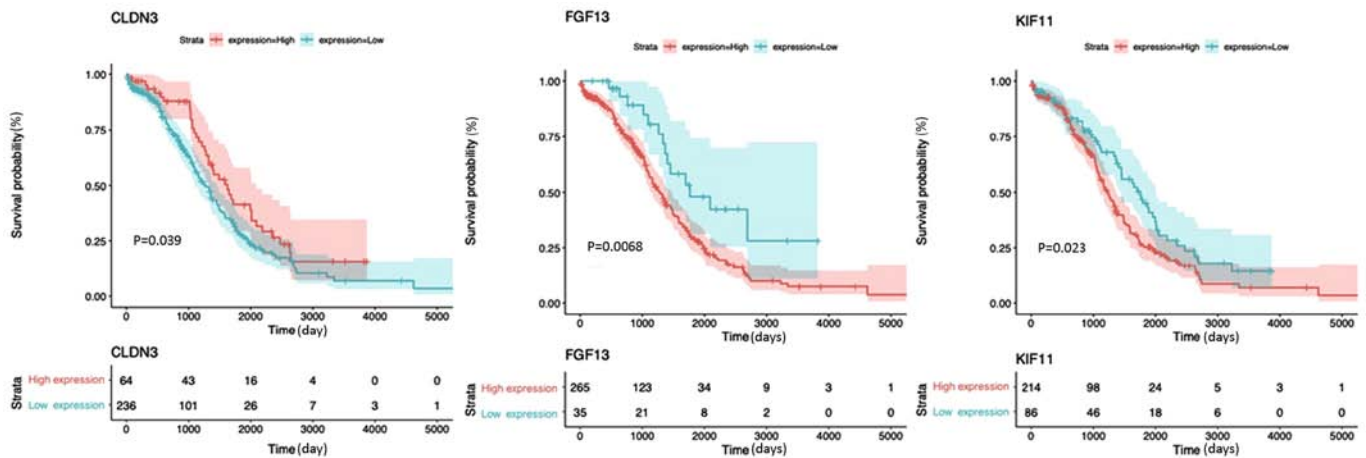 CLDN3
Strata expression=High expression=Low
Survival probability(%)
1.00
0.75
0.50
0.25
0.00
P=0.039
0 1000 2000 3000 4000 5000
Time(day)
CLDN3
Strata
High expression 64 43 16 4 0 0
Low expression 236 101 26 7 3 1
0 1000 2000 3000 4000 5000
Time(day)
FGF13
Strata expression=High expression=Low
Survival probability (%)
1.00
0.75
0.50
0.25
0.00
P=0.0068
0 1000 2000 3000 4000 5000
Time (days)
FGF13
Strata
High expression 265 123 34 9 3 1
Low expression 35 21 8 2 0 0
0 1000 2000 3000 4000 5000
Time(days)
KIF11
Strata expression=High expression=Low
Survival probability(%)
1.00
0.75
0.50
0.25
0.00
P=0.023
0 1000 2000 3000 4000 5000
Time (days)
KIF11
Strata
High expression 214 98 24 5 3 1
Low expression 86 46 18 6 0 0
0 1000 2000 3000 4000 5000
Time(days)